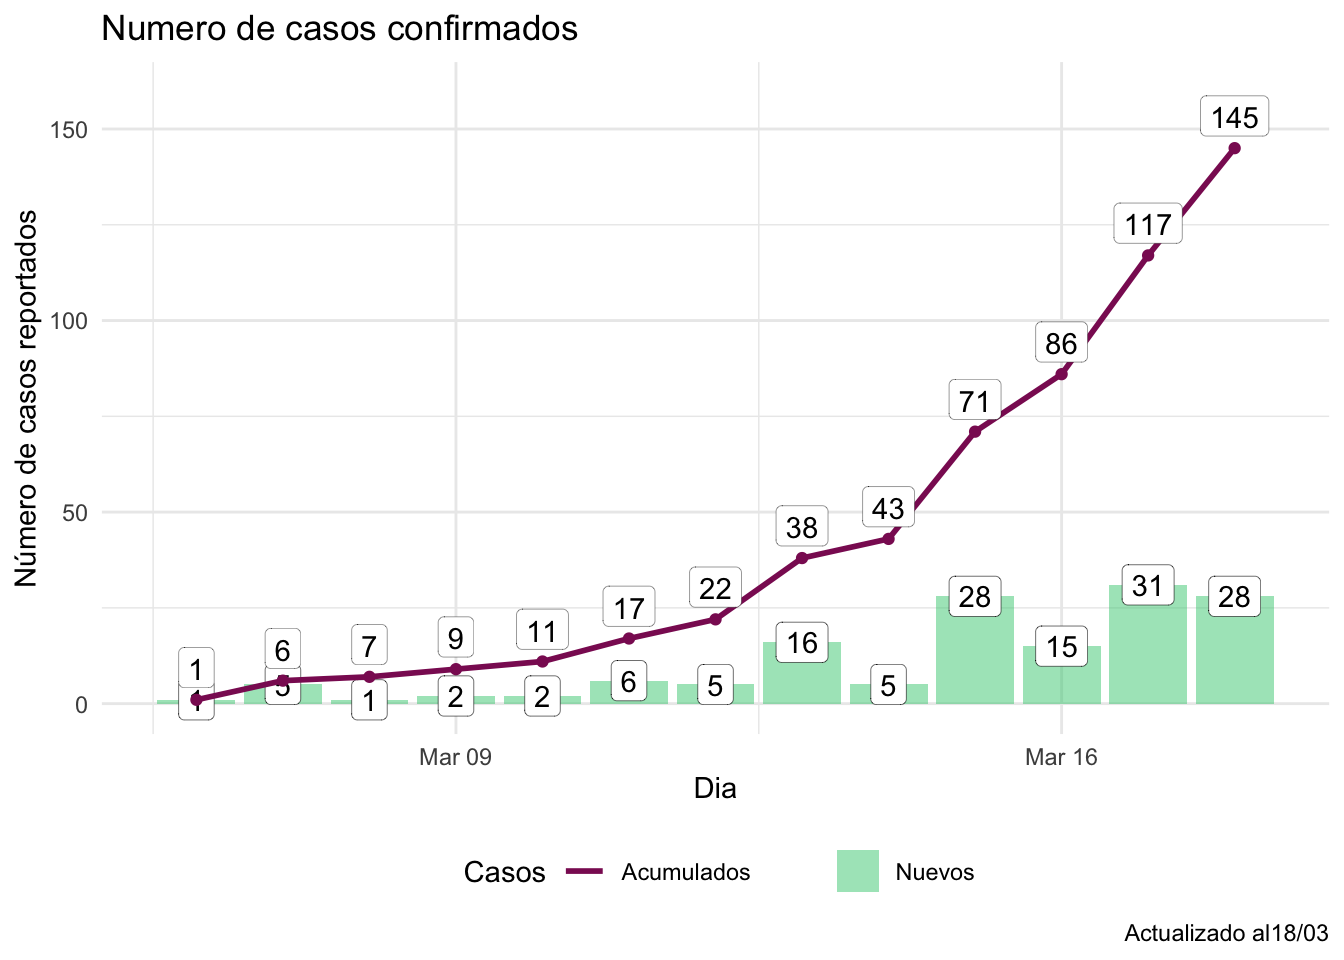 Numero de casos confirmados
Número de casos reportados
150
100
50
0
1 6 7 9 11 17 22 38 43 71 86 117 145
1 5 1 2 2 6 5 16 5 28 15 31 28
Mar 09 Mar 16
Dia
Casos Acumulados Nuevos
Actualizado al18/03